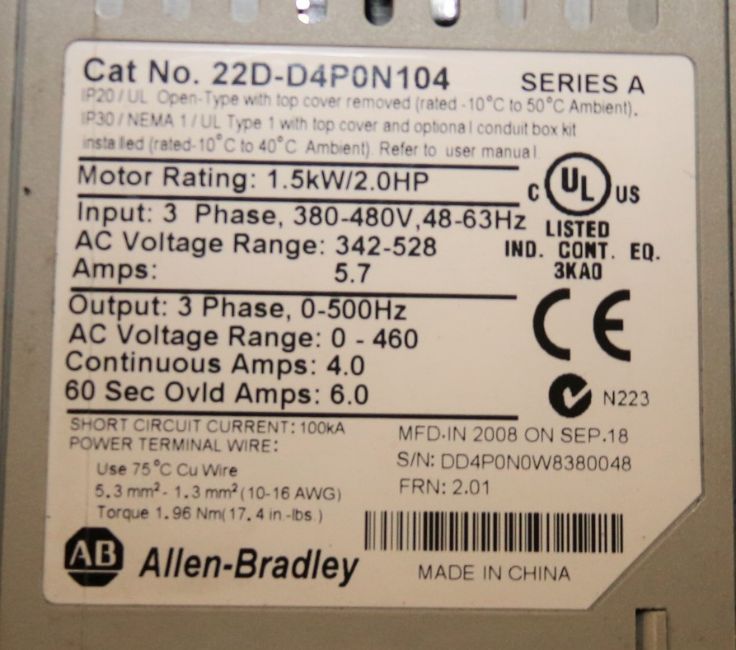 Cat No. 22D-D4P0N104 SERIES A
IP20 / UL Open-Type with top cover removed (rated -10°C to 50°C Ambient).
IP30 / NEMA 1 / UL Type 1 with top cover and optional conduit box kit
installed (rated-10°C to 40°C Ambient). Refer to user manual
Motor Rating: 1.5kW/2.0HP
C UL US
LISTED
IND. CONT. EQ.
3KA0
Input: 3 Phase, 380-480V,48-63Hz
AC Voltage Range: 342-528
Amps: 5.7
Output: 3 Phase, 0-500Hz
AC Voltage Range: 0 - 460
Continuous Amps: 4.0
60 Sec Ovld Amps: 6.0
CE
N223
SHORT CIRCUIT CURRENT: 100kA
POWER TERMINAL WIRE:
Use 75°C Cu Wire
5.3 mm² - 1.3 mm² (10-16 AWG)
Torque 1.96 Nm(17.4 in.-lbs.)
MFD.IN 2008 ON SEP.18
S/N: DD4P0N0W8380048
FRN: 2.01
AB Allen-Bradley
MADE IN CHINA